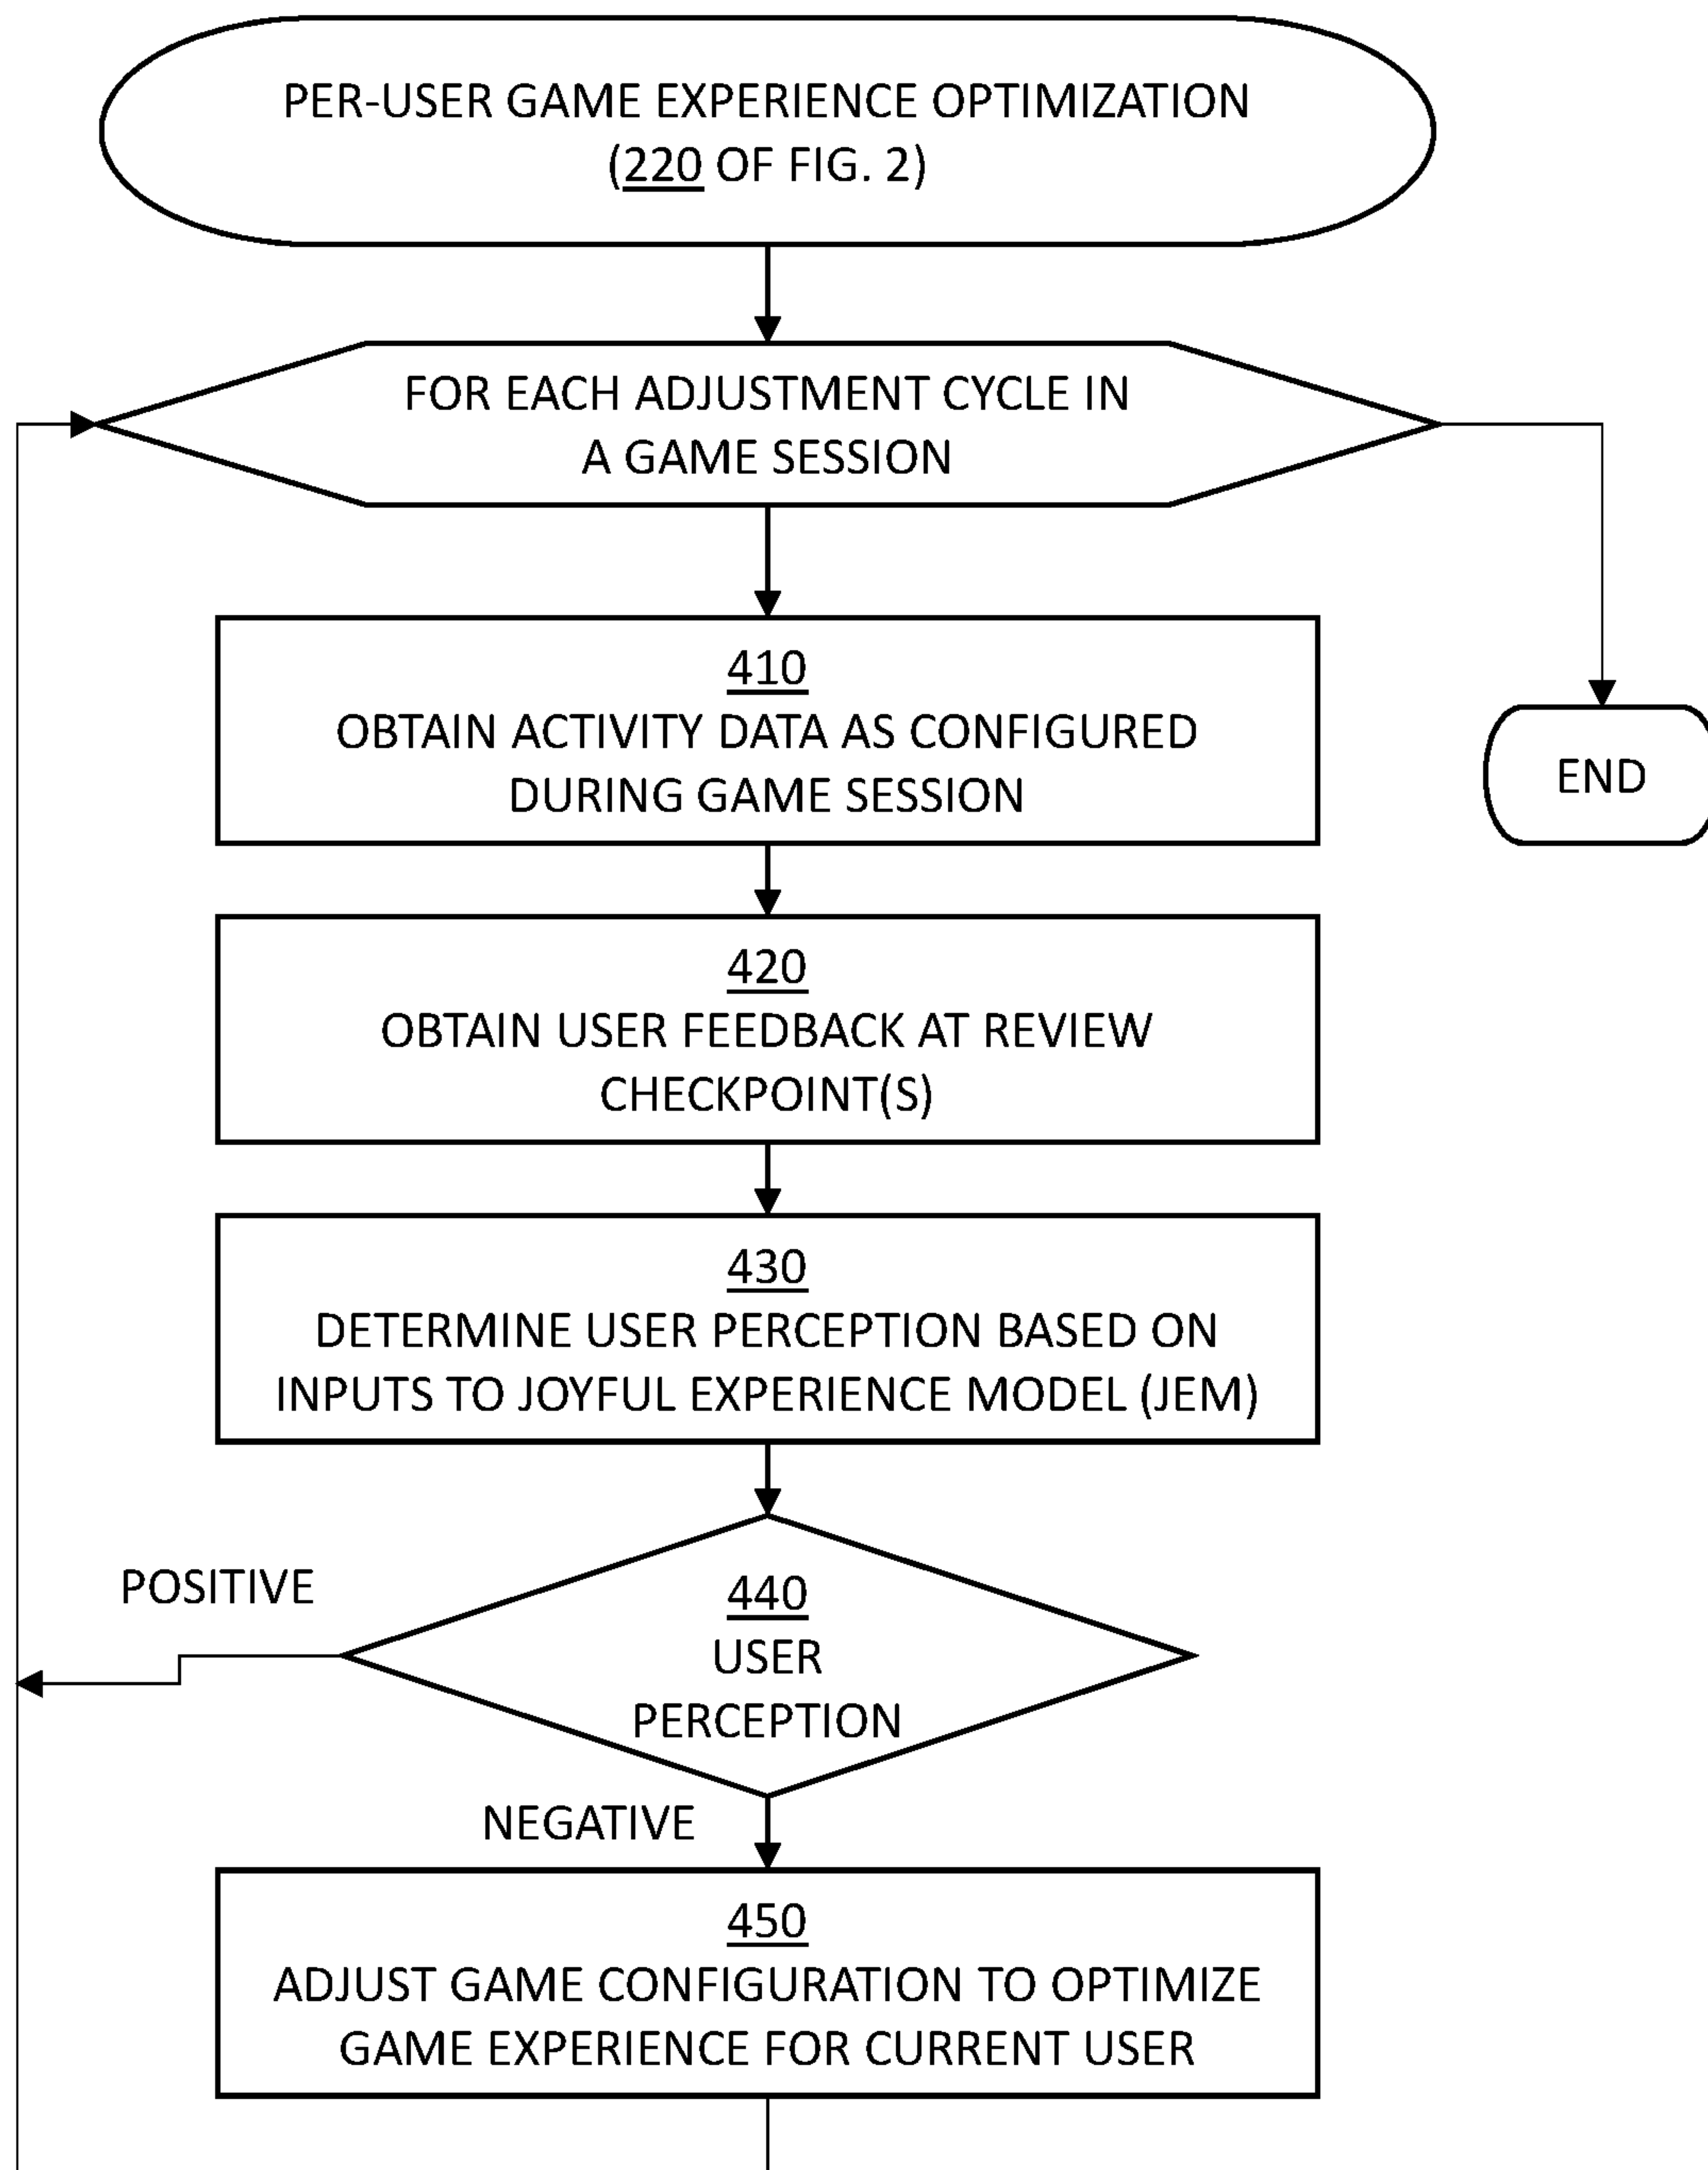 PER-USER GAME EXPERIENCE OPTIMIZATION
(220 OF FIG. 2)
FOR EACH ADJUSTMENT CYCLE IN
A GAME SESSION
410
OBTAIN ACTIVITY DATA AS CONFIGURED
DURING GAME SESSION
END
420
OBTAIN USER FEEDBACK AT REVIEW
CHECKPOINT(S)
430
DETERMINE USER PERCEPTION BASED ON
INPUTS TO JOYFUL EXPERIENCE MODEL (JEM)
POSITIVE
440
USER
PERCEPTION
NEGATIVE
450
ADJUST GAME CONFIGURATION TO OPTIMIZE
GAME EXPERIENCE FOR CURRENT USER